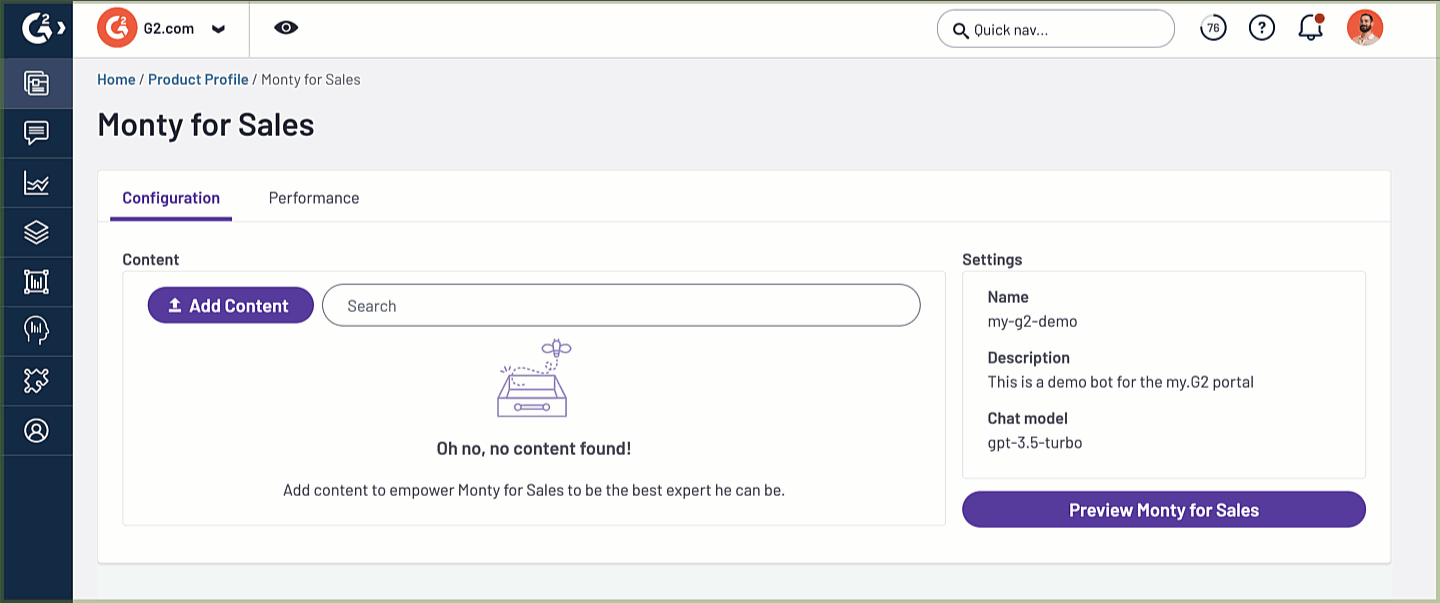 G2
G2 G2.com
Quick nav...
76
?
Home / Product Profile / Monty for Sales
Monty for Sales
Configuration Performance
Content
Add Content
Search
Oh no, no content found!
Add content to empower Monty for Sales to be the best expert he can be.
Settings
Name
my-g2-demo
Description
This is a demo bot for the my.G2 portal
Chat model
gpt-3.5-turbo
Preview Monty for Sales